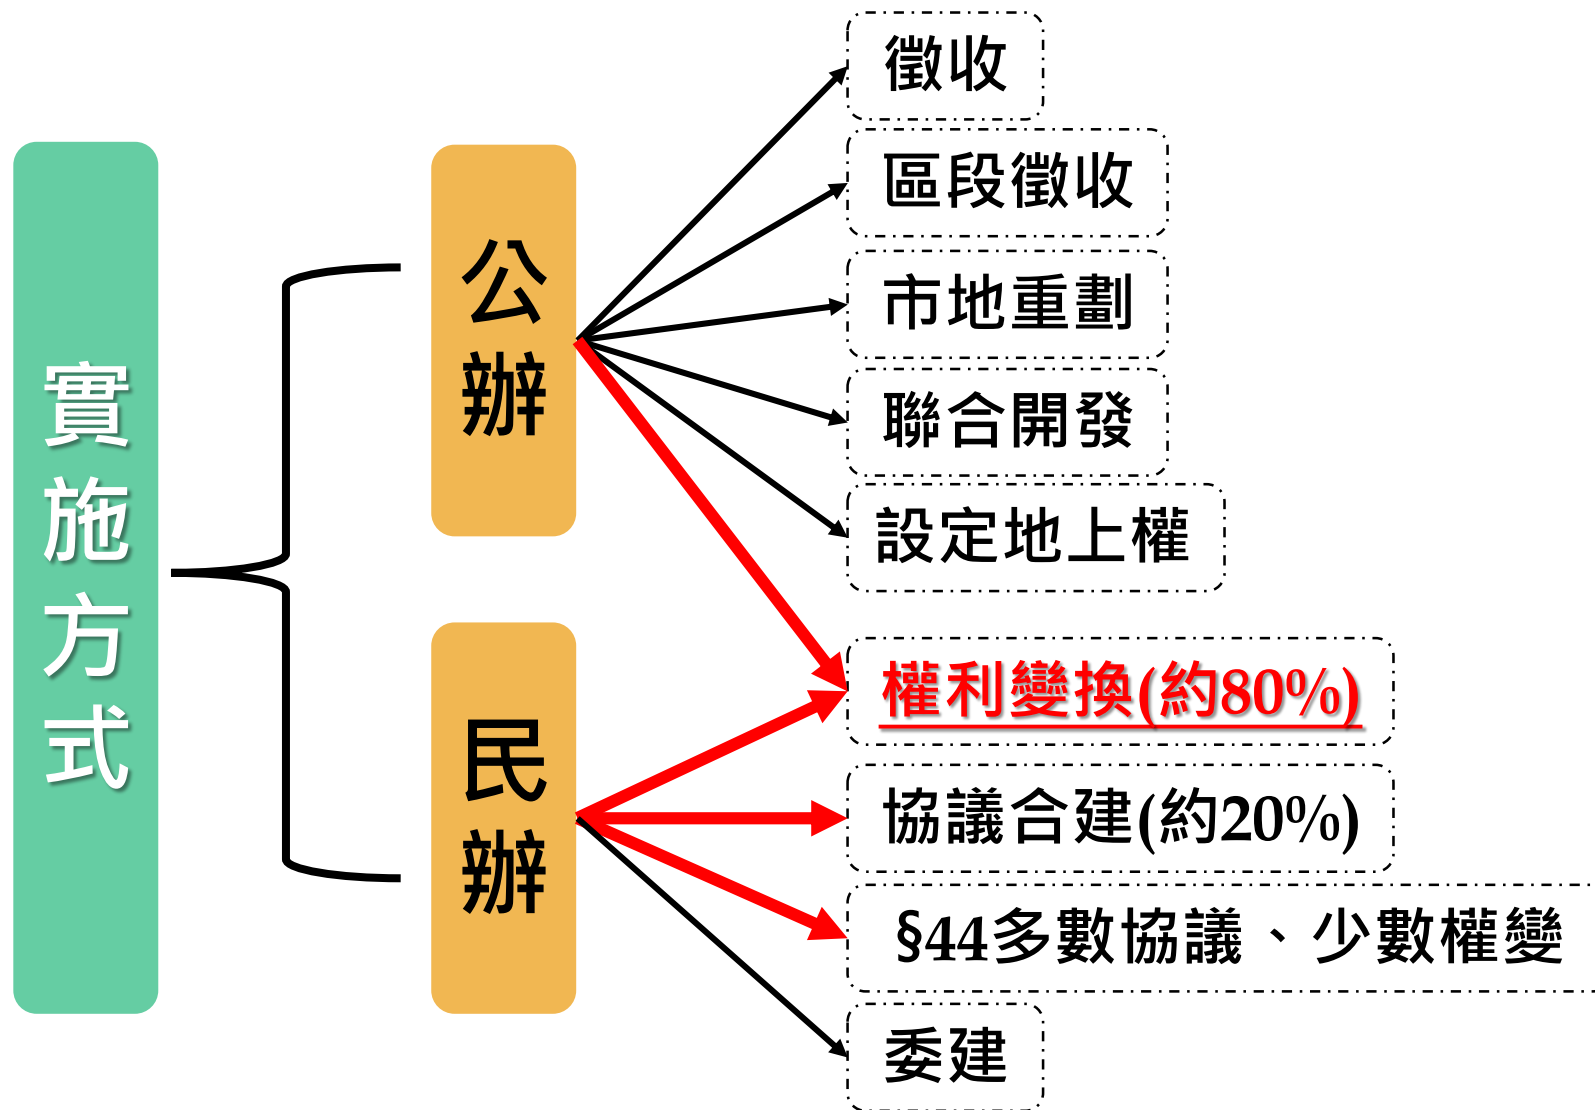 實施方式
公辦
民辦
徵收
區段徵收
市地重劃
聯合開發
設定地上權
權利變換(約80%)
協議合建(約20%)
§44多數協議、少數權變
委建